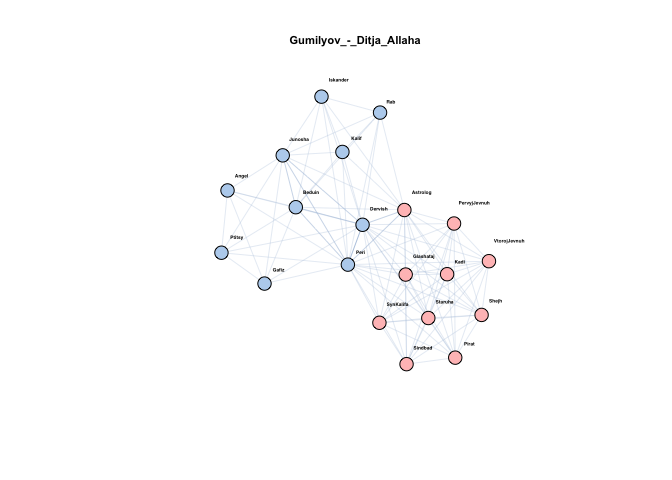 Gumilyov_-_Ditja_Allaha
Iskander
Rab
Junosha
Kalif
Angel
Beduin
Astrolog
Dervish
PervyjJevnuh
Ptitsy
Peri
VtorojJevnuh
Glashataj
Kadi
Gafiz
SynKalifa
Staruha
Shejh
Sindbad
Pirat